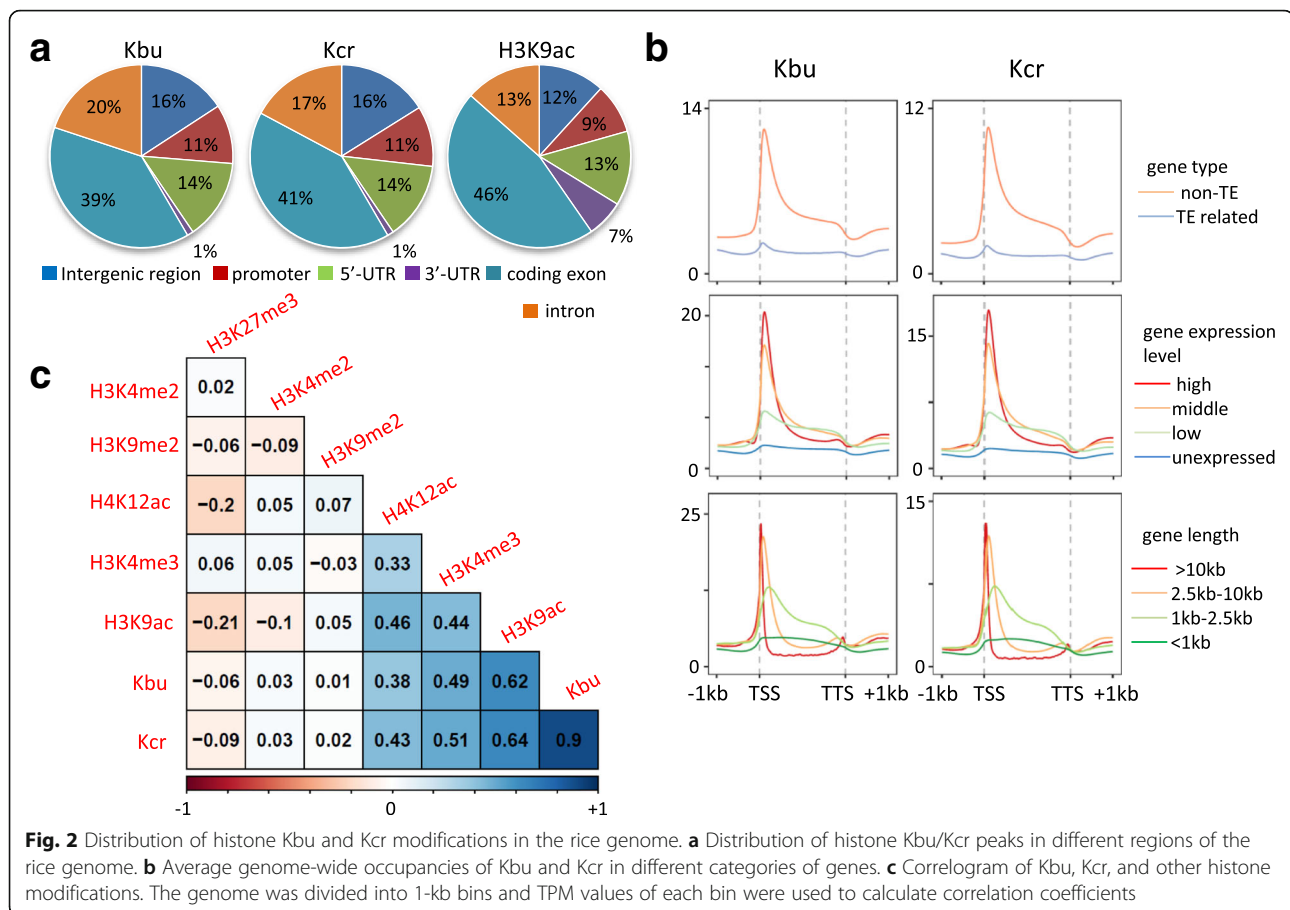 a
Kbu
Kcr
H3K9ac
16%
11%
14%
1%
39%
20%
16%
11%
14%
1%
41%
17%
12%
9%
13%
7%
46%
13%
Intergenic region promoter 5'-UTR 3'-UTR coding exon
intron
b
Kbu
Kcr
14
0
12
0
gene type
non-TE
TE related
20
0
15
0
gene expression
level
high
middle
low
unexpressed
25
0
15
0
gene length
>10kb
2.5kb-10kb
1kb-2.5kb
<1kb
-1kb TSS TTS +1kb
-1kb TSS TTS +1kb
c
H3K27me3
H3K4me2
H3K9me2
H4K12ac
H3K4me3
H3K9ac
Kbu
H3K4me2 0.02
H3K9me2 −0.06 −0.09
H4K12ac −0.2 0.05 0.07
H3K4me3 0.06 0.05 −0.03 0.33
H3K9ac −0.21 −0.1 0.05 0.46 0.44
Kbu −0.06 0.03 0.01 0.38 0.49 0.62
Kcr −0.09 0.03 0.02 0.43 0.51 0.64 0.9
-1 0 +1
Fig. 2 Distribution of histone Kbu and Kcr modifications in the rice genome. a Distribution of histone Kbu/Kcr peaks in different regions of the
rice genome. b Average genome-wide occupancies of Kbu and Kcr in different categories of genes. c Correlogram of Kbu, Kcr, and other histone
modifications. The genome was divided into 1-kb bins and TPM values of each bin were used to calculate correlation coefficients